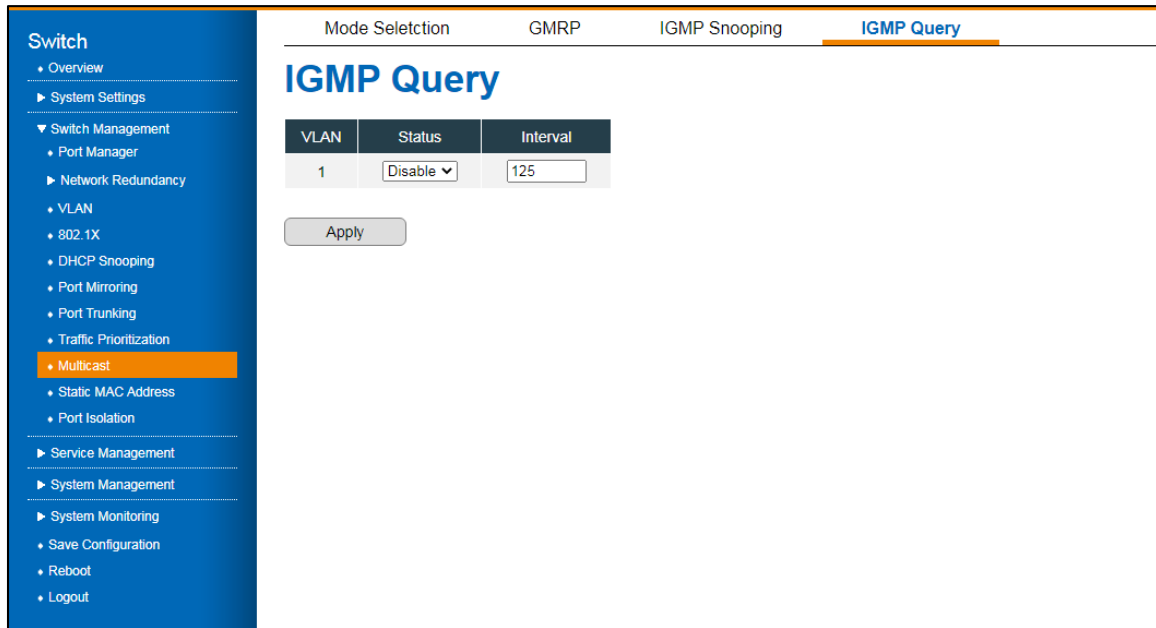 Switch
Overview
System Settings
Switch Management
Port Manager
Network Redundancy
VLAN
802.1X
DHCP Snooping
Port Mirroring
Port Trunking
Traffic Prioritization
Multicast
Static MAC Address
Port Isolation
Service Management
System Management
System Monitoring
Save Configuration
Reboot
Logout
Mode Seletction GMRP IGMP Snooping IGMP Query
IGMP Query
VLAN Status Interval
1 Disable 125
Apply